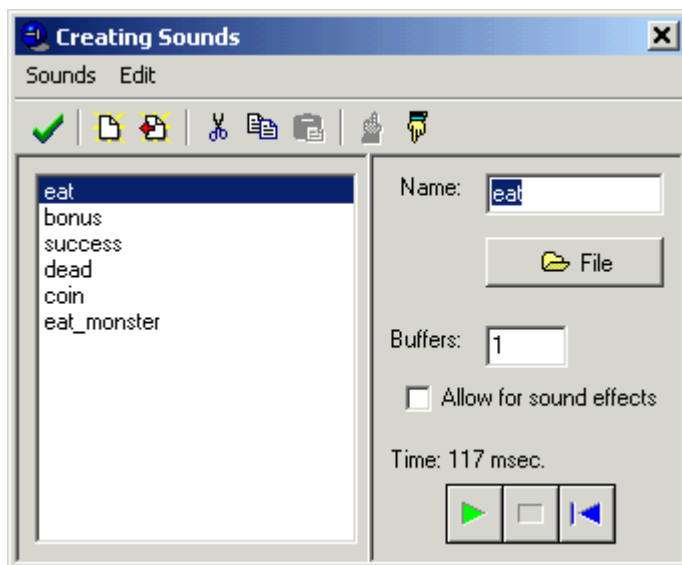 Creating Sounds
Sounds Edit
eat
bonus
success
dead
coin
eat_monster
Name: eat
File
Buffers: 1
Allow for sound effects
Time: 117 msec.